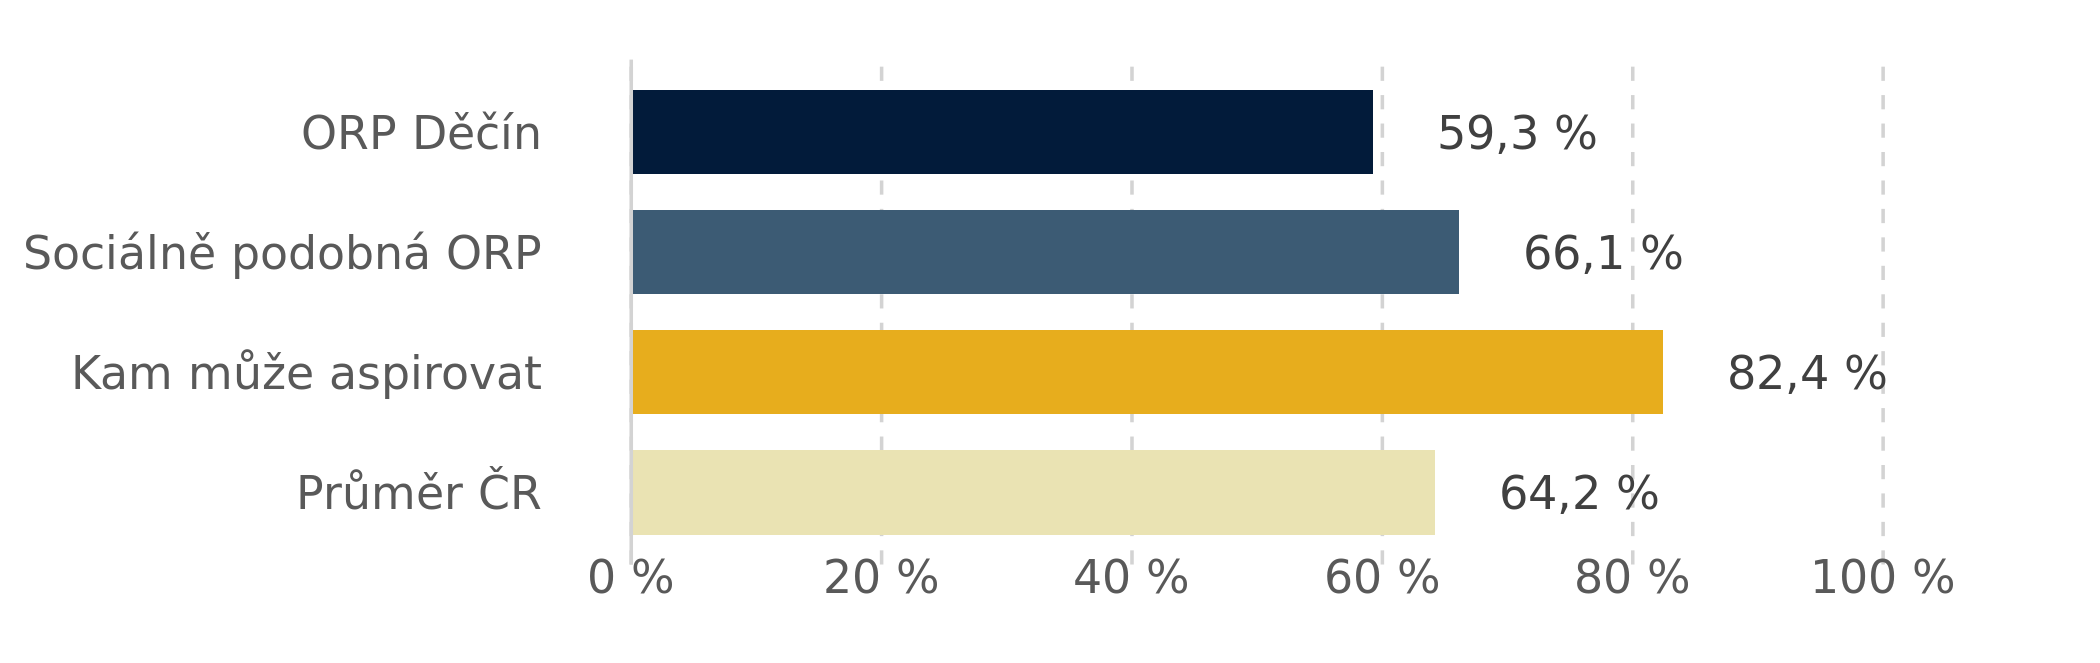 ORP Děčín 59,3 %
Sociálně podobná ORP 66,1 %
Kam může aspirovat 82,4 %
Průměr ČR 64,2 %
0 % 20 % 40 % 60 % 80 % 100 %